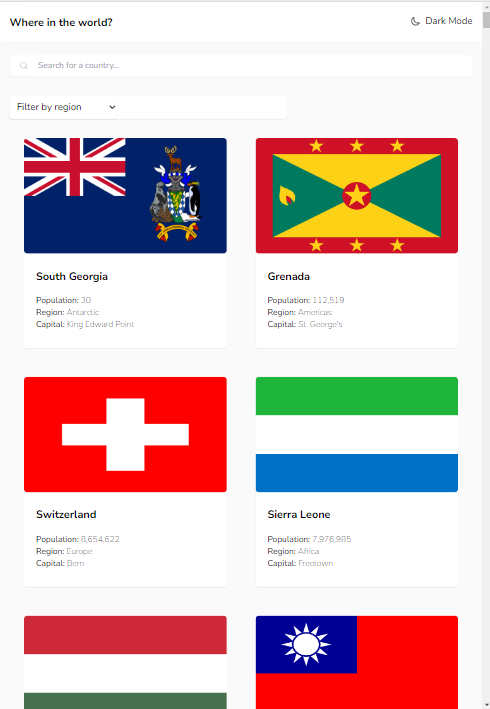 Where in the world?
Dark Mode
Search for a country...
Filter by region
South Georgia
Population: 30
Region: Antarctic
Capital: King Edward Point
Grenada
Population: 112,519
Region: Americas
Capital: St. George's
Switzerland
Population: 8,654,622
Region: Europe
Capital: Bern
Sierra Leone
Population: 7,976,985
Region: Africa
Capital: Freetown